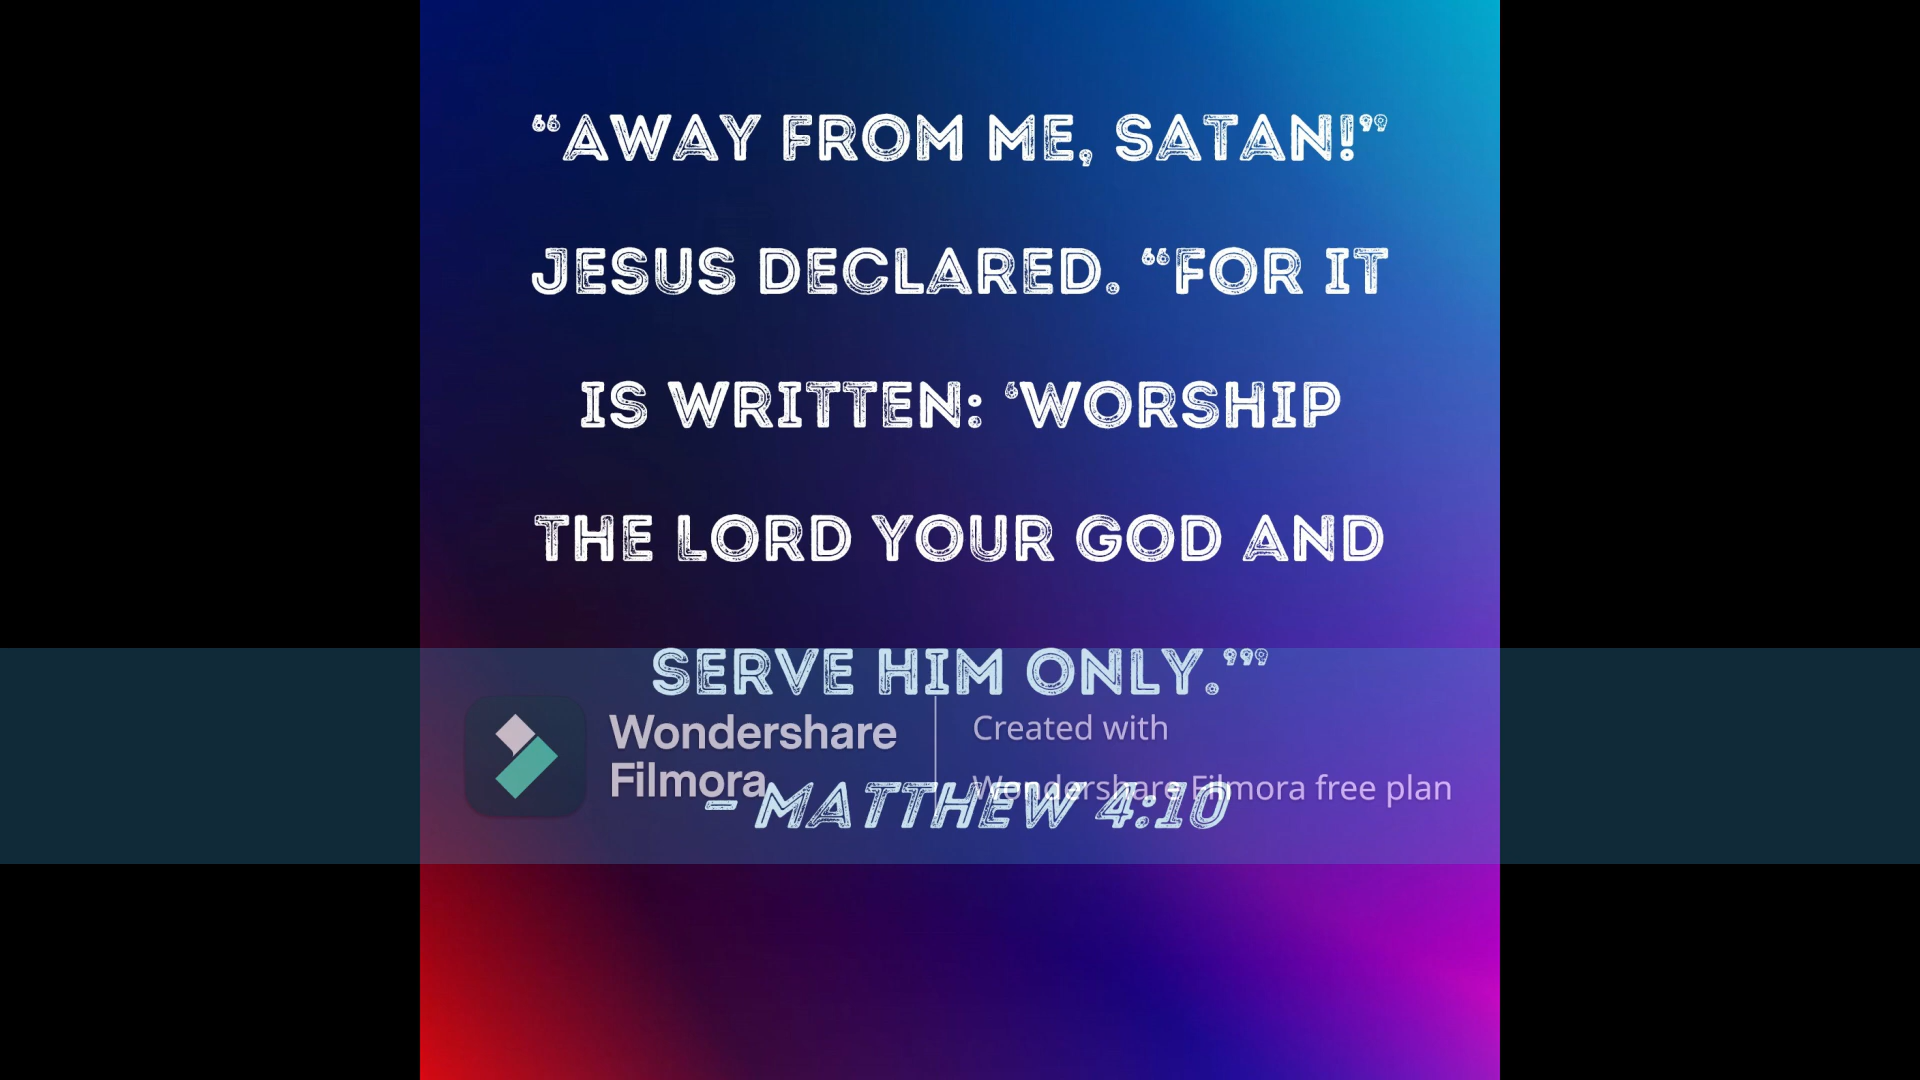 “AWAY FROM ME, SATAN!”
JESUS DECLARED. “FOR IT
IS WRITTEN: ‘WORSHIP
THE LORD YOUR GOD AND
SERVE HIM ONLY.’”
Wondershare
Filmora
Created with
Wondershare Filmora free plan
– MATTHEW 4:10